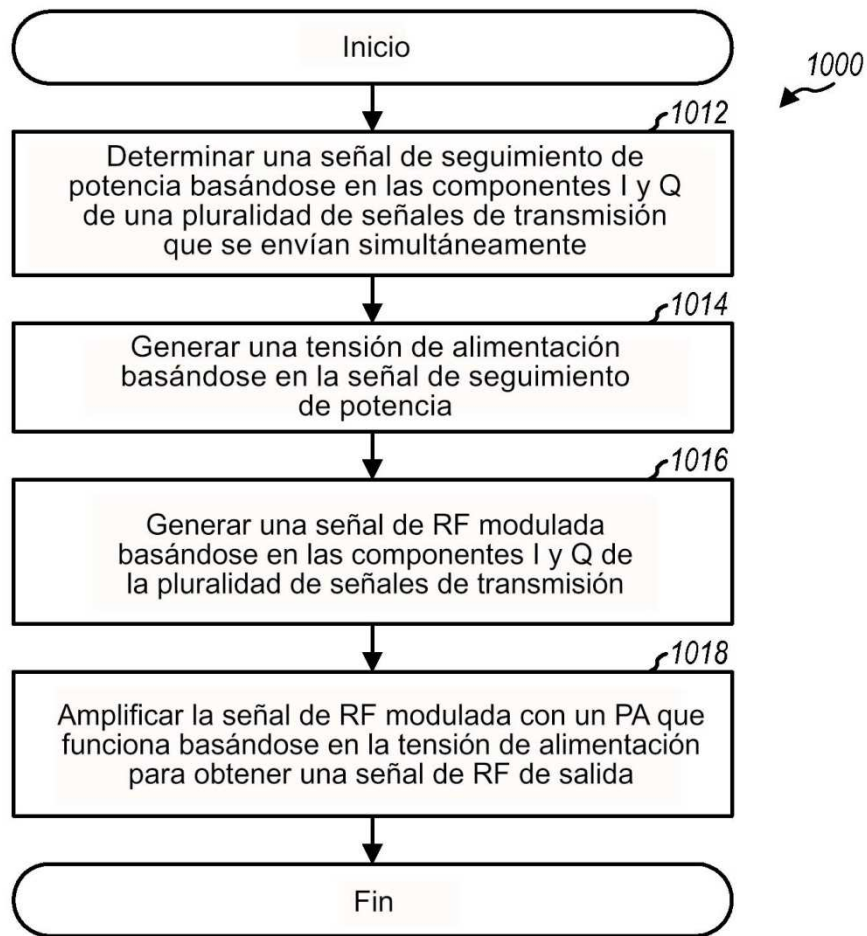 Inicio
1000
1012
Determinar una señal de seguimiento de
potencia basándose en las componentes I y Q
de una pluralidad de señales de transmisión
que se envían simultáneamente
1014
Generar una tensión de alimentación
basándose en la señal de seguimiento
de potencia
1016
Generar una señal de RF modulada
basándose en las componentes I y Q de
la pluralidad de señales de transmisión
1018
Amplificar la señal de RF modulada con un PA que
funciona basándose en la tensión de alimentación
para obtener una señal de RF de salida
Fin